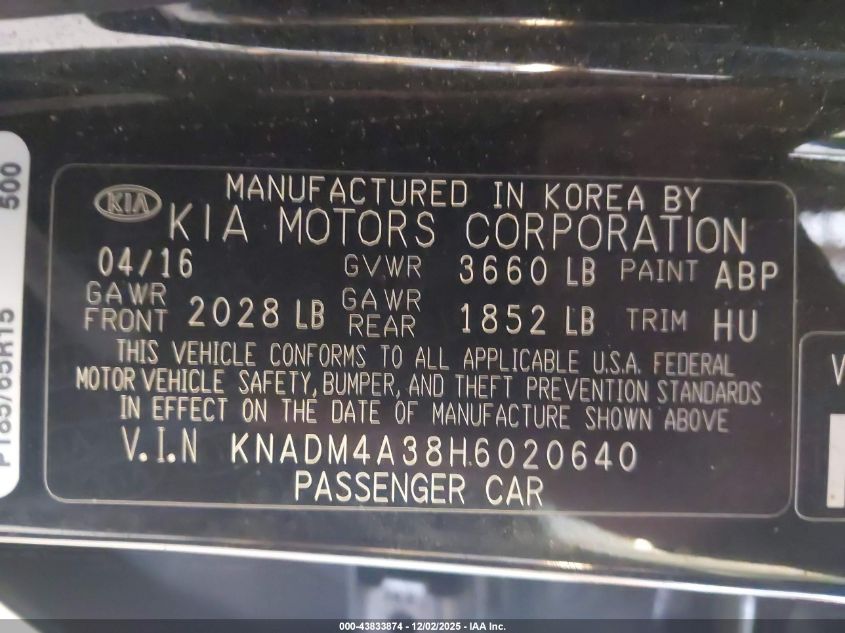 500
P185/65R15
KIA
MANUFACTURED IN KOREA BY
KIA MOTORS CORPORATION
04/16 GVWR 3660 LB PAINT ABP
GAWR FRONT 2028 LB GAWR REAR 1852 LB TRIM HU
THIS VEHICLE CONFORMS TO ALL APPLICABLE U.S.A. FEDERAL
MOTOR VEHICLE SAFETY, BUMPER, AND THEFT PREVENTION STANDARDS
IN EFFECT ON THE DATE OF MANUFACTURE SHOWN ABOVE
V.I.N KNADM4A38H6020640
PASSENGER CAR
V
000-43833874 - 12/02/2025 - IAA Inc.